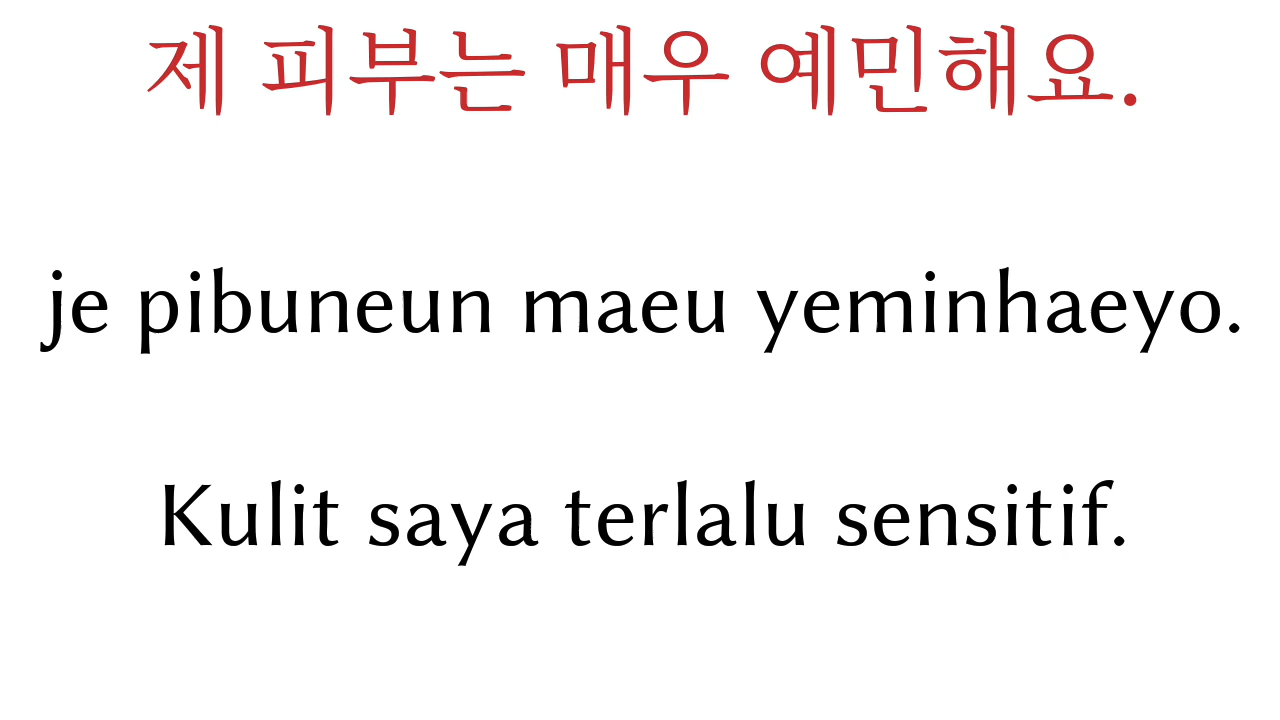 제 피부는 매우 예민해요.
je pibuneun maeu yeminhaeyo.
Kulit saya terlalu sensitif.